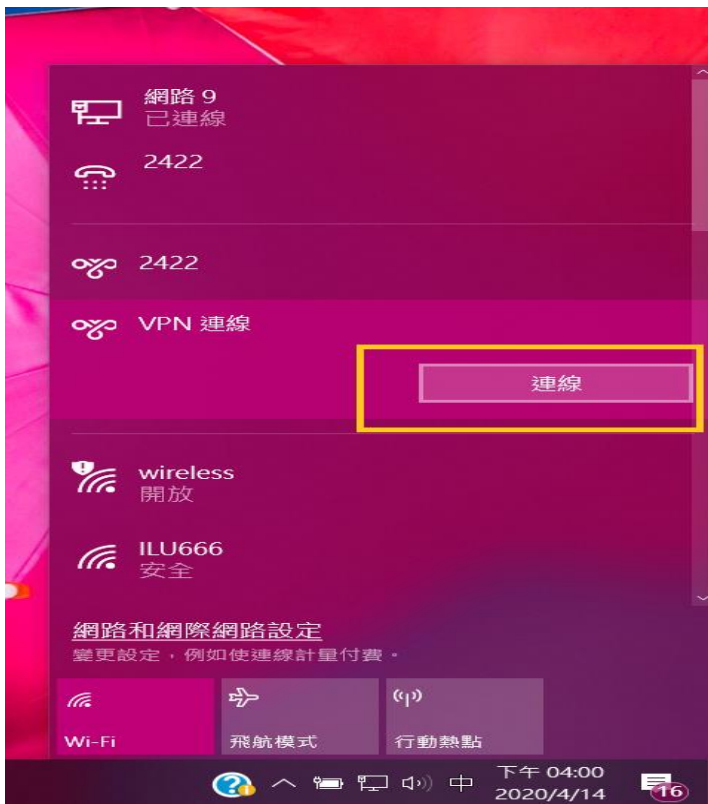 網路 9
已連線
2422
2422
VPN 連線
連線
wireless
開放
ILU666
安全
網路和網際網路設定
變更設定，例如使連線計量付費。
Wi-Fi
飛航模式
行動熱點
中
下午 04:00
2020/4/14
16